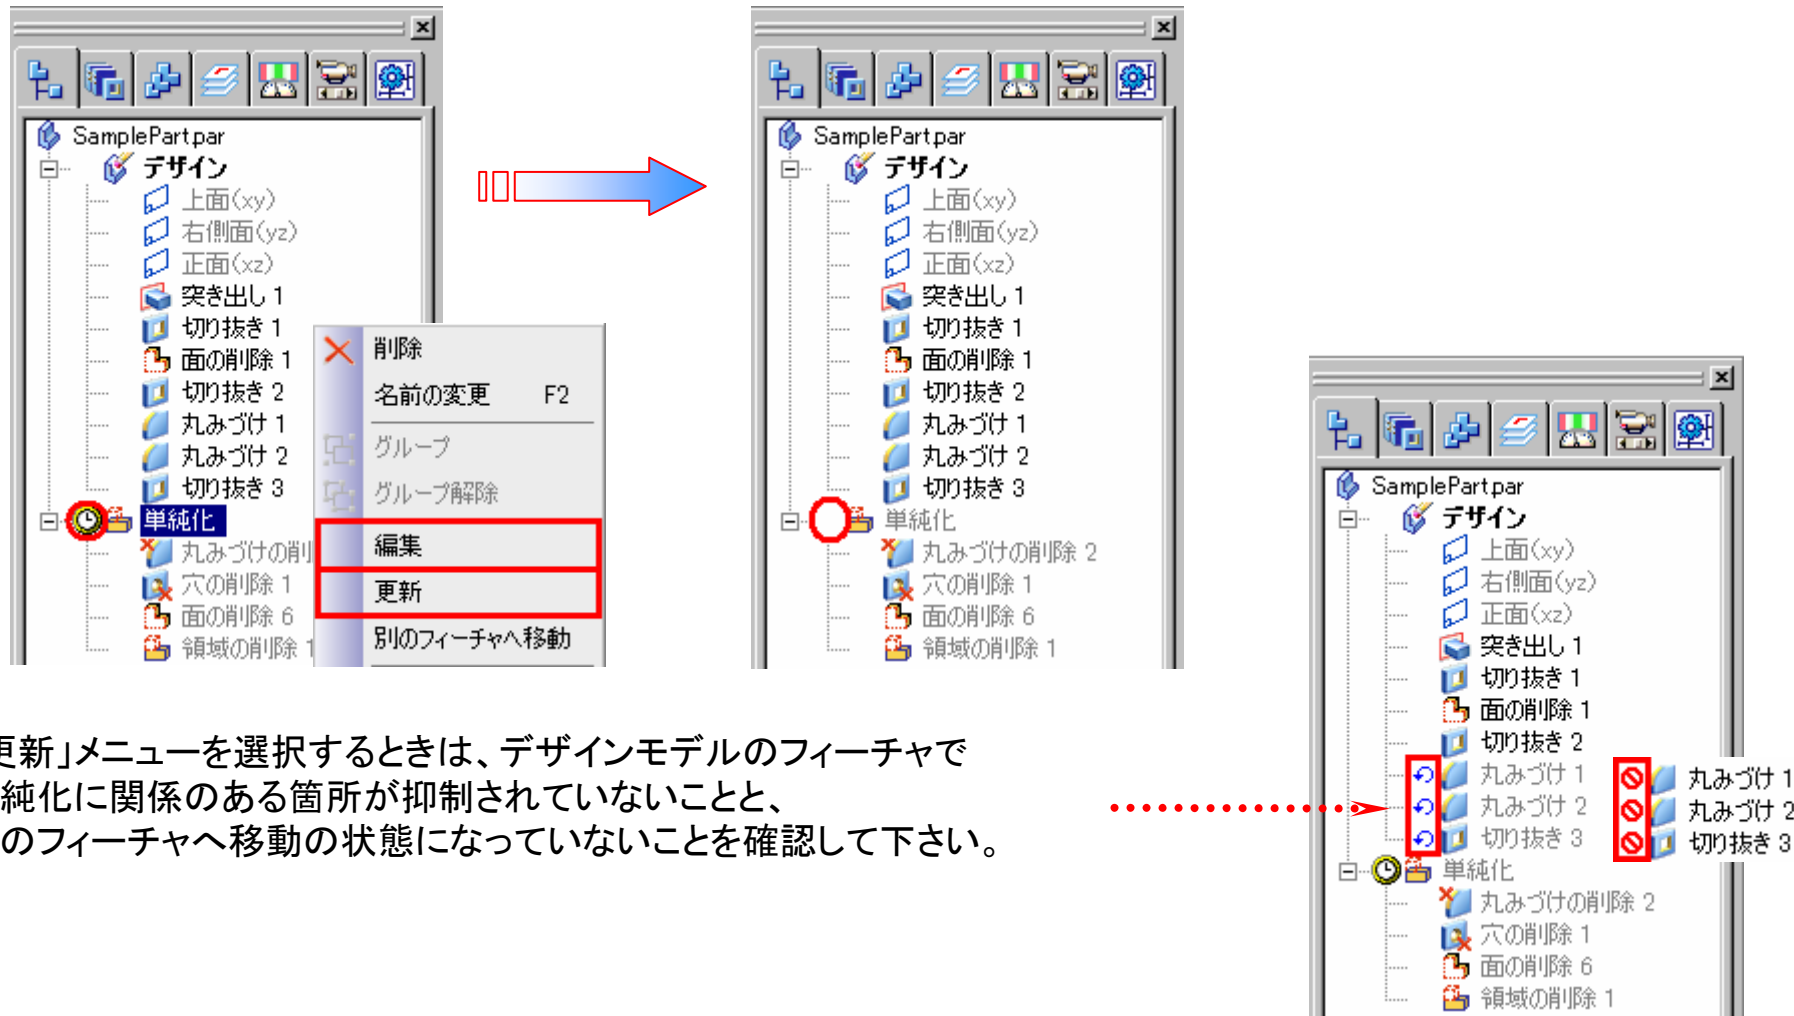 SamplePart.par
デザイン
上面(xy)
右側面(yz)
正面(xz)
突き出し 1
切り抜き 1
面の削除 1
切り抜き 2
丸みづけ 1
丸みづけ 2
切り抜き 3
単純化
丸みづけの削
穴の削除 1
面の削除 6
領域の削除 1
削除
名前の変更 F2
グループ
グループ解除
編集
更新
別のフィーチャへ移動
SamplePart.par
デザイン
上面(xy)
右側面(yz)
正面(xz)
突き出し 1
切り抜き 1
面の削除 1
切り抜き 2
丸みづけ 1
丸みづけ 2
切り抜き 3
単純化
丸みづけの削除 2
穴の削除 1
面の削除 6
領域の削除 1
更新」メニューを選択するときは、デザインモデルのフィーチャで
純化に関係のある箇所が抑制されていないことと、
のフィーチャへ移動の状態になっていないことを確認して下さい。
SamplePart.par
デザイン
上面(xy)
右側面(yz)
正面(xz)
突き出し 1
切り抜き 1
面の削除 1
切り抜き 2
丸みづけ 1
丸みづけ 2
切り抜き 3
単純化
丸みづけの削除 2
穴の削除 1
面の削除 6
領域の削除 1
丸みづけ 1
丸みづけ 2
切り抜き 3